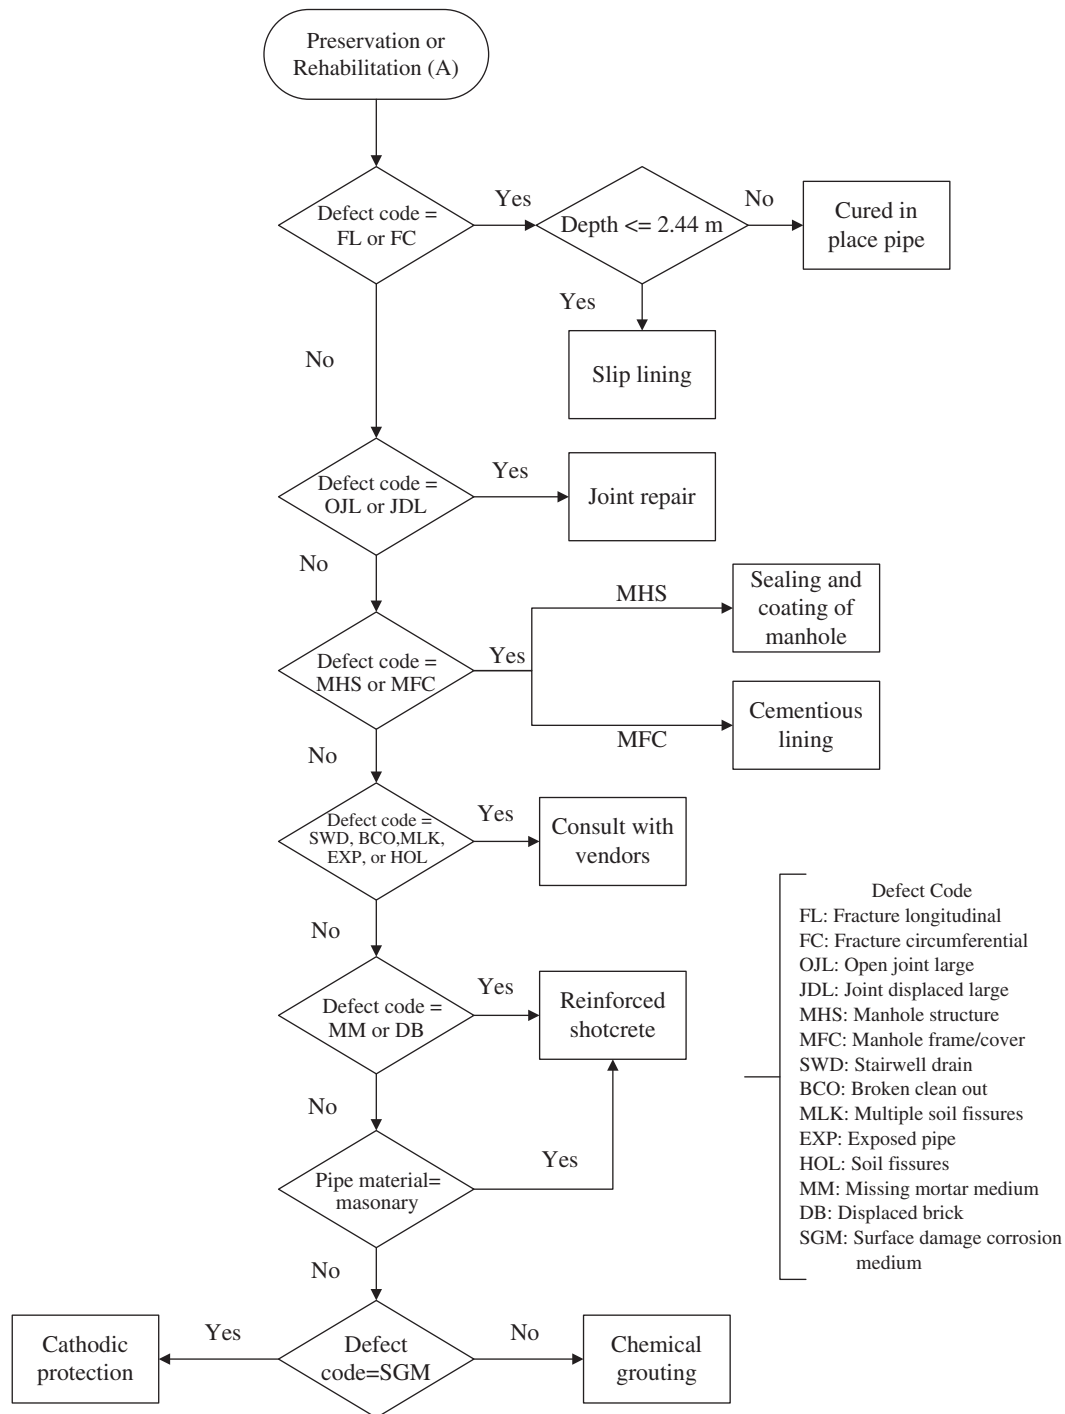 Preservation or
Rehabilitation (A)
Defect code =
FL or FC
Yes
Depth <= 2.44 m
No
Cured in
place pipe
Yes
Slip lining
No
Defect code =
OJL or JDL
Yes
Joint repair
No
Defect code =
MHS or MFC
Yes
MHS
Sealing and
coating of
manhole
MFC
Cementious
lining
No
Defect code =
SWD, BCO,MLK,
EXP, or HOL
Yes
Consult with
vendors
No
Defect code =
MM or DB
Yes
Reinforced
shotcrete
No
Pipe material=
masonary
Yes
No
Defect
code=SGM
Yes
Cathodic
protection
No
Chemical
grouting
Defect Code
FL: Fracture longitudinal
FC: Fracture circumferential
OJL: Open joint large
JDL: Joint displaced large
MHS: Manhole structure
MFC: Manhole frame/cover
SWD: Stairwell drain
BCO: Broken clean out
MLK: Multiple soil fissures
EXP: Exposed pipe
HOL: Soil fissures
MM: Missing mortar medium
DB: Displaced brick
SGM: Surface damage corrosion
medium